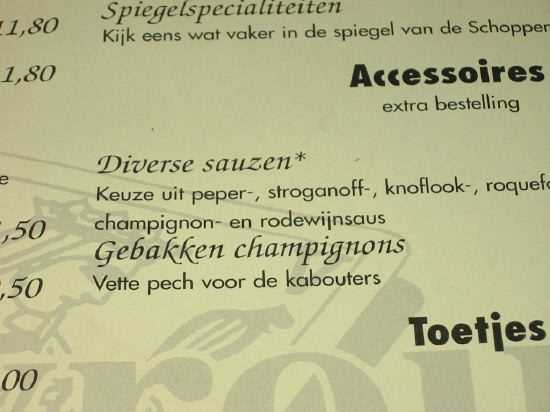 11,80
Spiegelspecialiteiten
Kijk eens wat vaker in de spiegel van de Schopper
1,80
Accessoires
extra bestelling
Diverse sauzen*
e
Keuze uit peper-, stroganoff-, knoflook-, roquefo
,50
champignon- en rodewijnsaus
Gebakken champignons
,50
Vette pech voor de kabouters
Toetjes
00